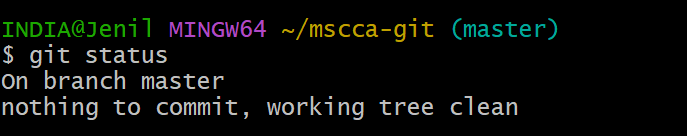 INDIA@Jenil MINGW64 ~/mscca-git (master)
$ git status
On branch master
nothing to commit, working tree clean